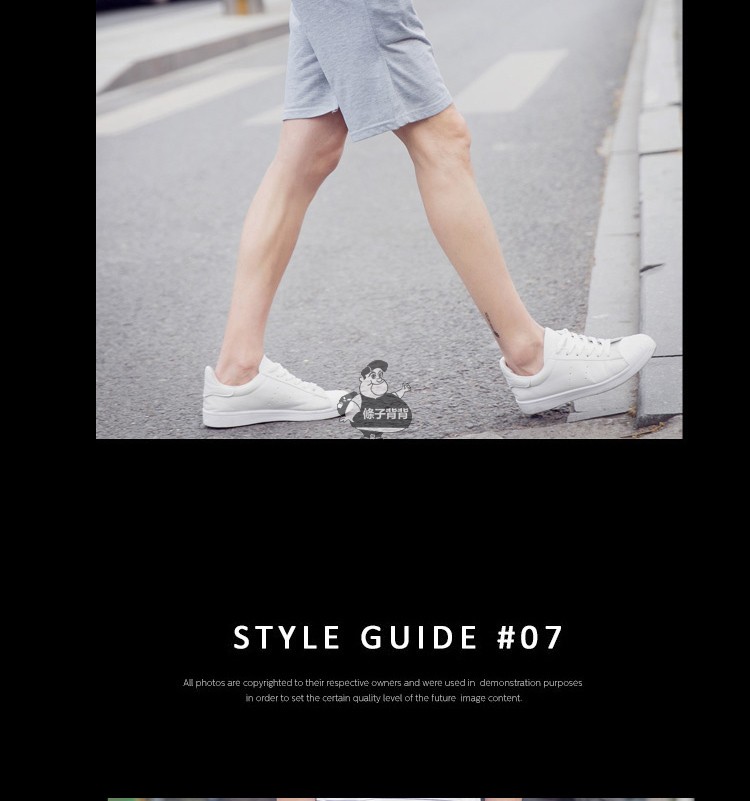 條子背背
STYLE GUIDE #07
All photos are copyrighted to their respective owners and were used in demonstration purposes
in order to set the certain quality level of the future image content.